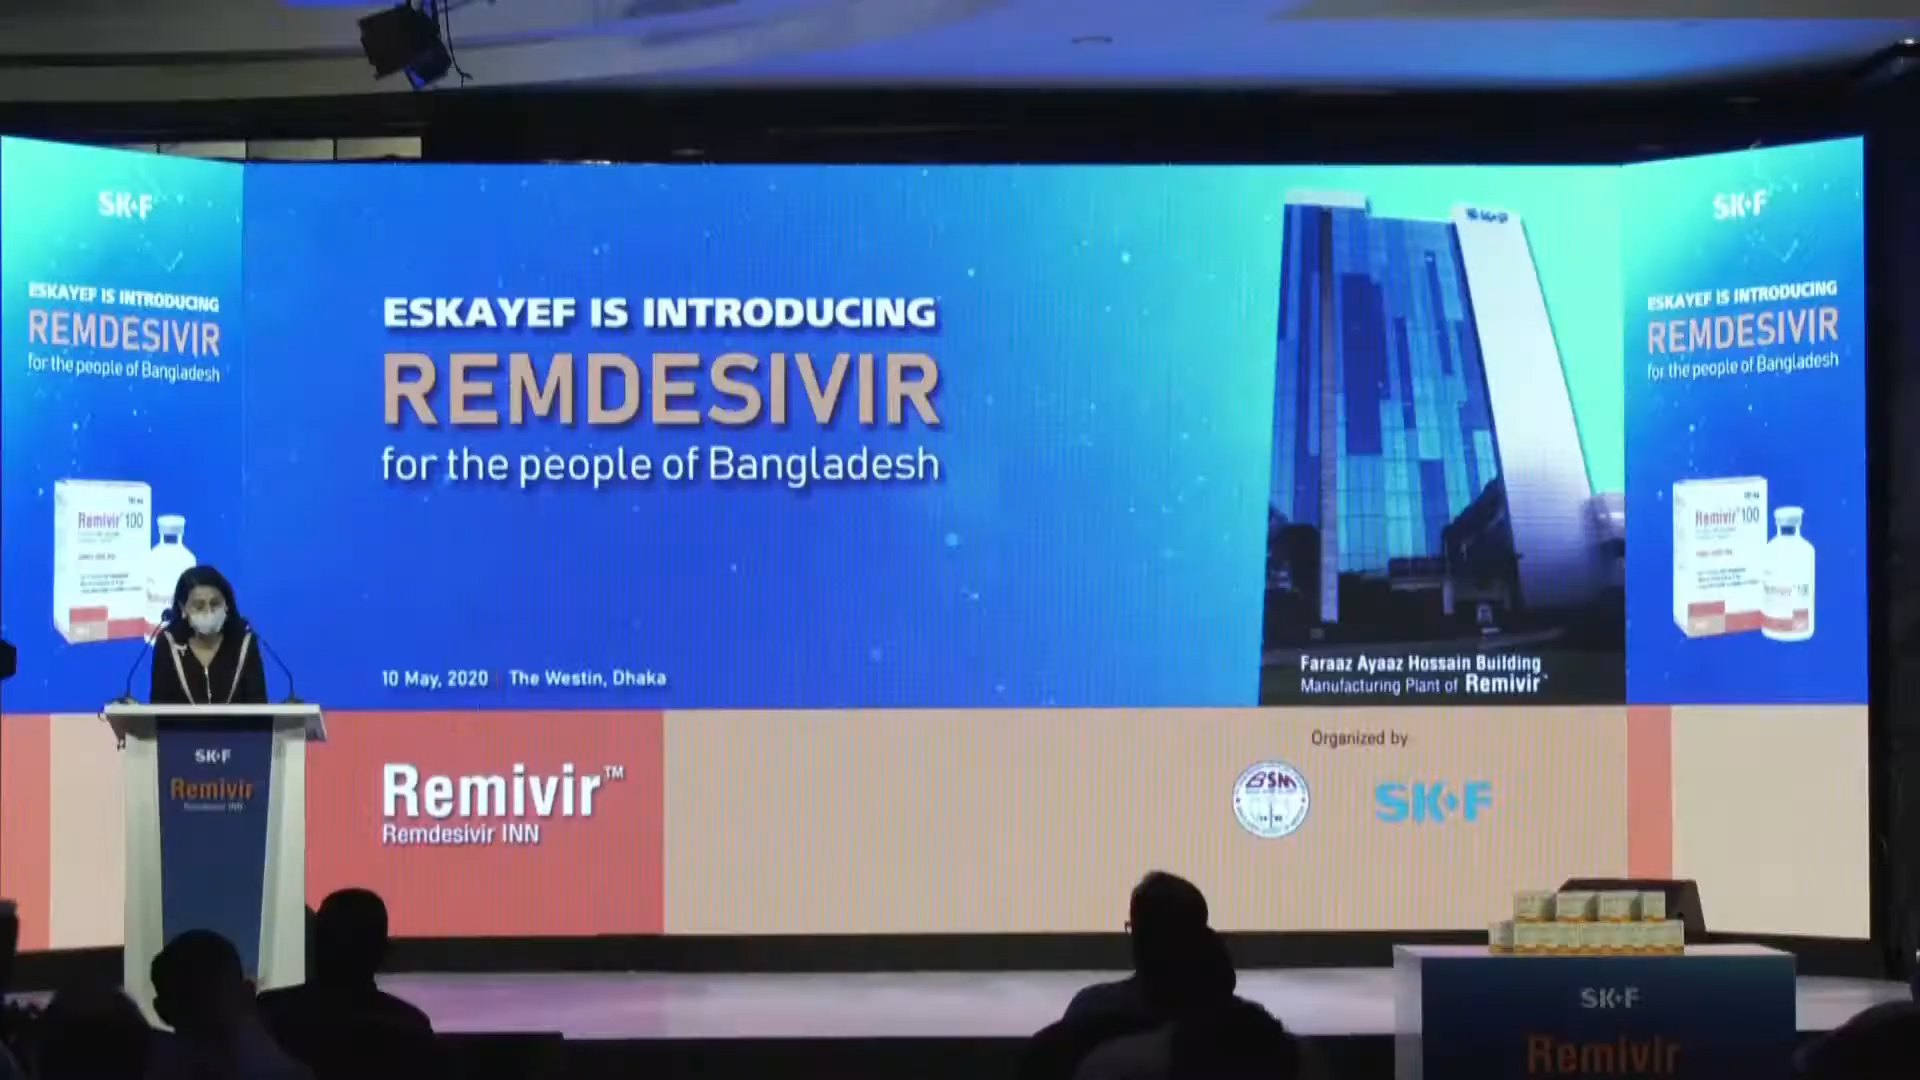 SK+F
ESKAYEF IS INTRODUCING
REMDESIVIR
for the people of Bangladesh
Remivir 100
ESKAYEF IS INTRODUCING
REMDESIVIR
for the people of Bangladesh
10 May, 2020 | The Westin, Dhaka
SK+F
Faraaz Ayaaz Hossain Building
Manufacturing Plant of Remivir™
SK+F
ESKAYEF IS INTRODUCING
REMDESIVIR
for the people of Bangladesh
Remivir 100
Remivir™
Remdesivir INN
Organized by
BSM
SK+F
SK+F
Remivir
Remdesivir INN
SK+F
Remivir